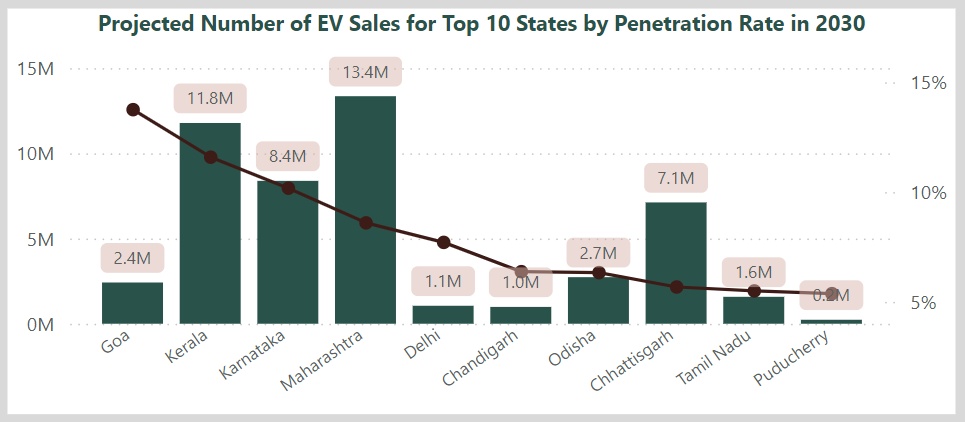 Projected Number of EV Sales for Top 10 States by Penetration Rate in 2030
15M
10M
5M
0M
15%
10%
5%
2.4M
11.8M
8.4M
13.4M
1.1M
1.0M
2.7M
7.1M
1.6M
Goa
Kerala
Karnataka
Maharashtra
Delhi
Chandigarh
Odisha
Chhattisgarh
Tamil Nadu
Puducherry